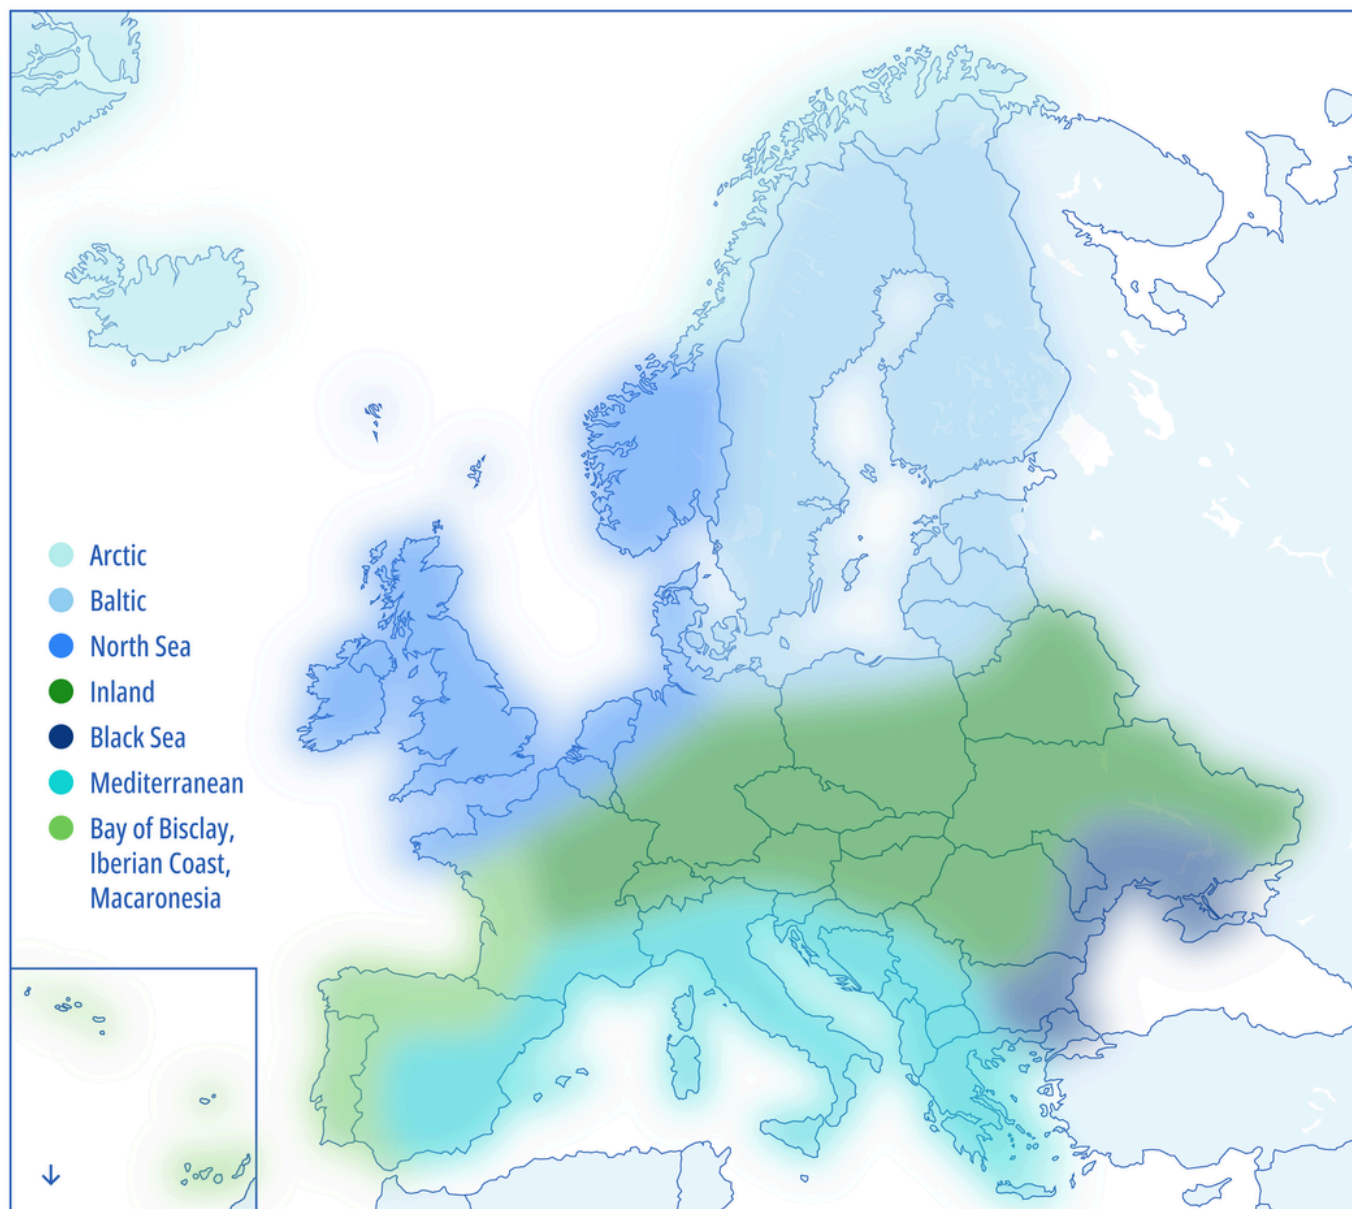 Arctic
Baltic
North Sea
Inland
Black Sea
Mediterranean
Bay of Bisclay,
Iberian Coast,
Macaronesia